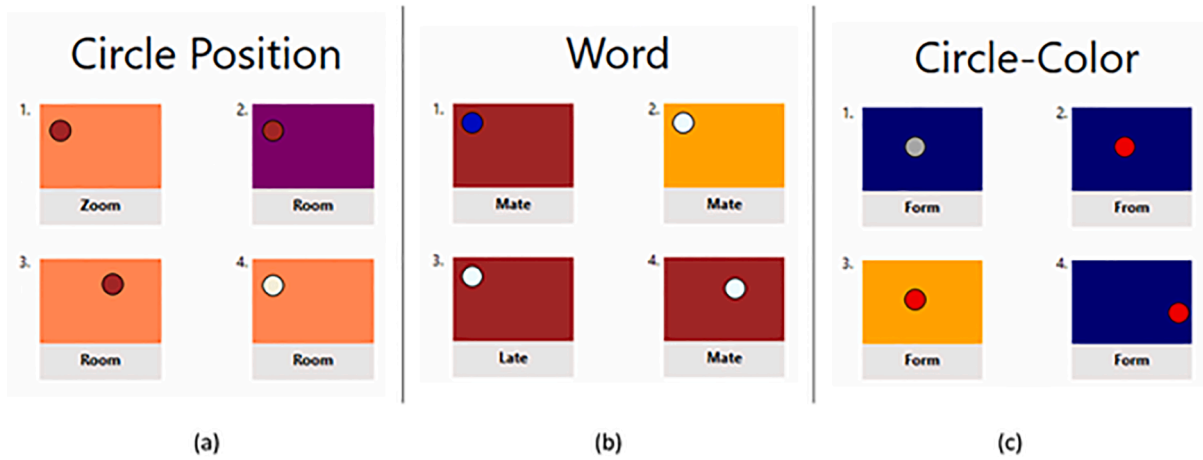 Circle Position
1.
2.
Zoom
Room
3.
4.
Room
Room
(a)
Word
1.
2.
Mate
Mate
3.
4.
Late
Mate
(b)
Circle-Color
1.
2.
Form
From
3.
4.
Form
Form
(c)